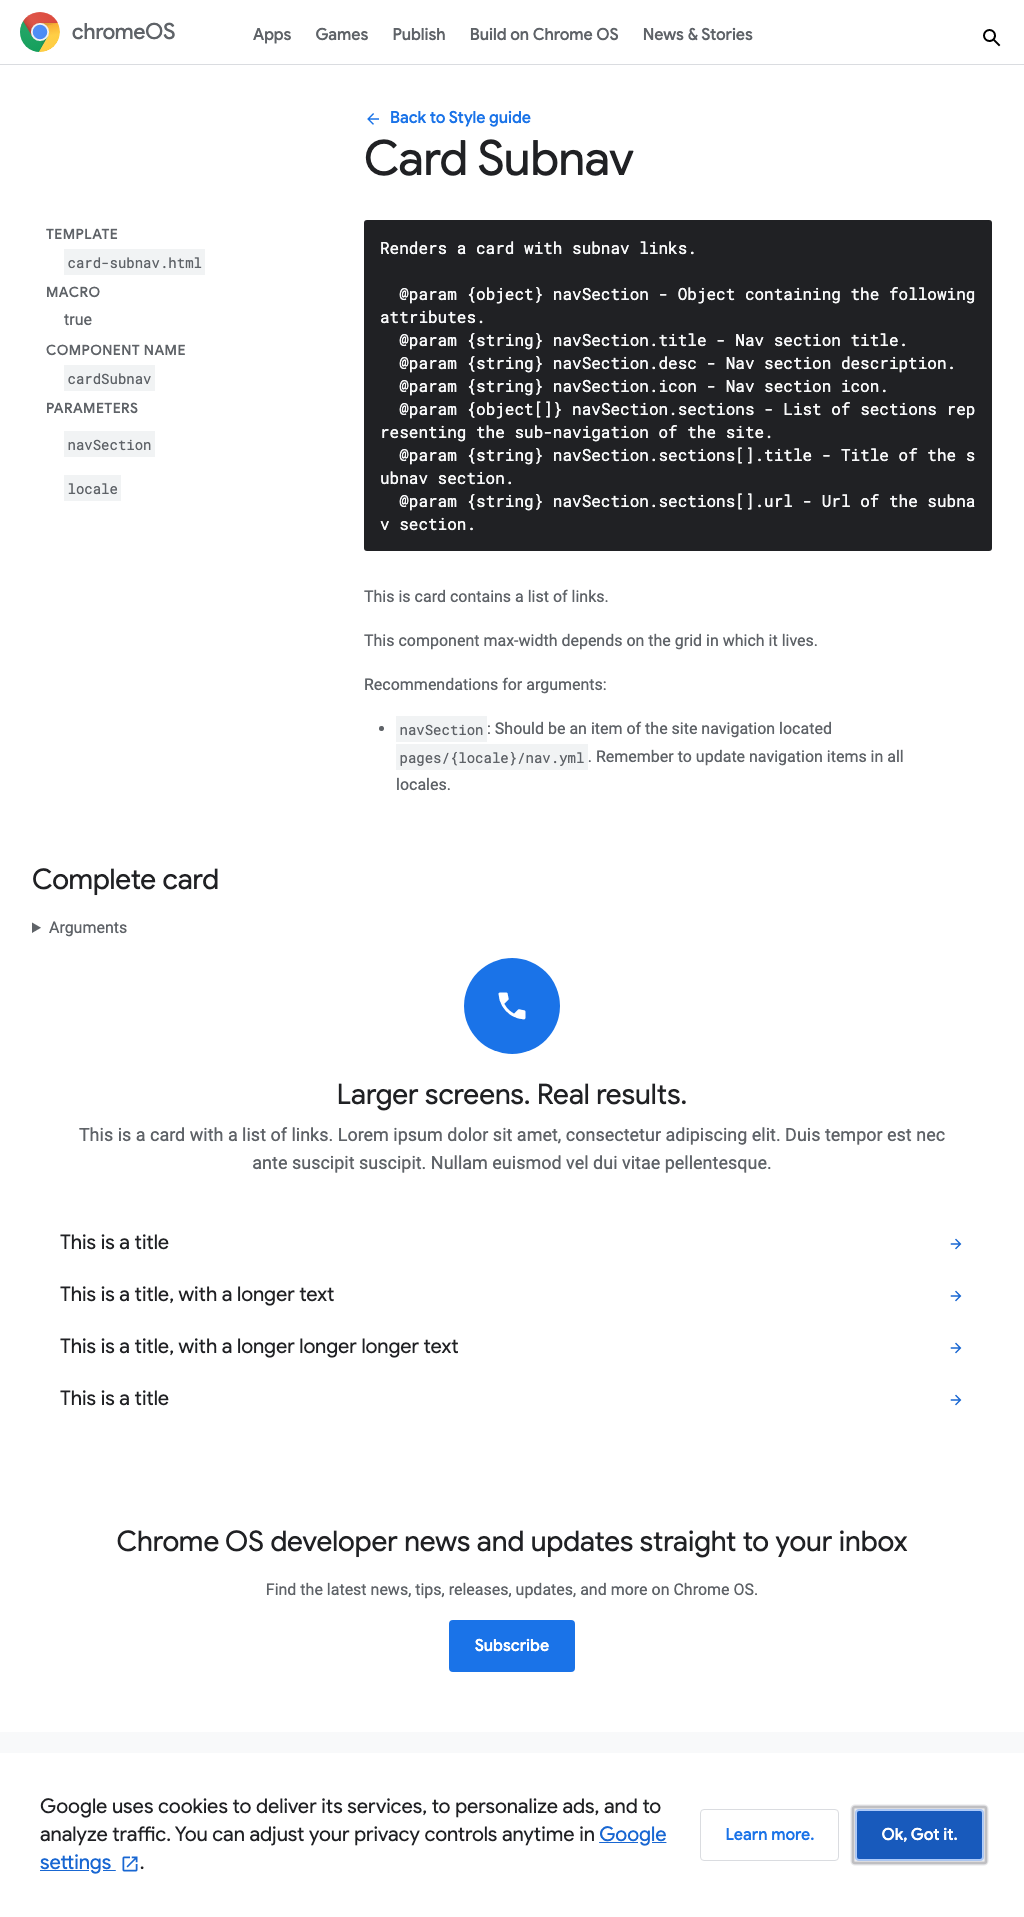 chromeOS
Apps Games Publish Build on Chrome OS News & Stories
Back to Style guide
Card Subnav
TEMPLATE
card-subnav.html
MACRO
true
COMPONENT NAME
cardSubnav
PARAMETERS
navSection
locale
Renders a card with subnav links.
@param {object} navSection - Object containing the following
attributes.
@param {string} navSection.title - Nav section title.
@param {string} navSection.desc - Nav section description.
@param {string} navSection.icon - Nav section icon.
@param {object[]} navSection.sections - List of sections rep
resenting the sub-navigation of the site.
@param {string} navSection.sections[].title - Title of the s
ubnav section.
@param {string} navSection.sections[].url - Url of the subna
v section.
This is card contains a list of links.
This component max-width depends on the grid in which it lives.
Recommendations for arguments:
• navSection: Should be an item of the site navigation located
pages/{locale}/nav.yml. Remember to update navigation items in all
locales.
Complete card
Arguments
Larger screens. Real results.
This is a card with a list of links. Lorem ipsum dolor sit amet, consectetur adipiscing elit. Duis tempor est nec
ante suscipit suscipit. Nullam euismod vel dui vitae pellentesque.
This is a title
This is a title, with a longer text
This is a title, with a longer longer longer text
This is a title
Chrome OS developer news and updates straight to your inbox
Find the latest news, tips, releases, updates, and more on Chrome OS.
Subscribe
Google uses cookies to deliver its services, to personalize ads, and to
analyze traffic. You can adjust your privacy controls anytime in Google
settings .
Learn more.
Ok, Got it.